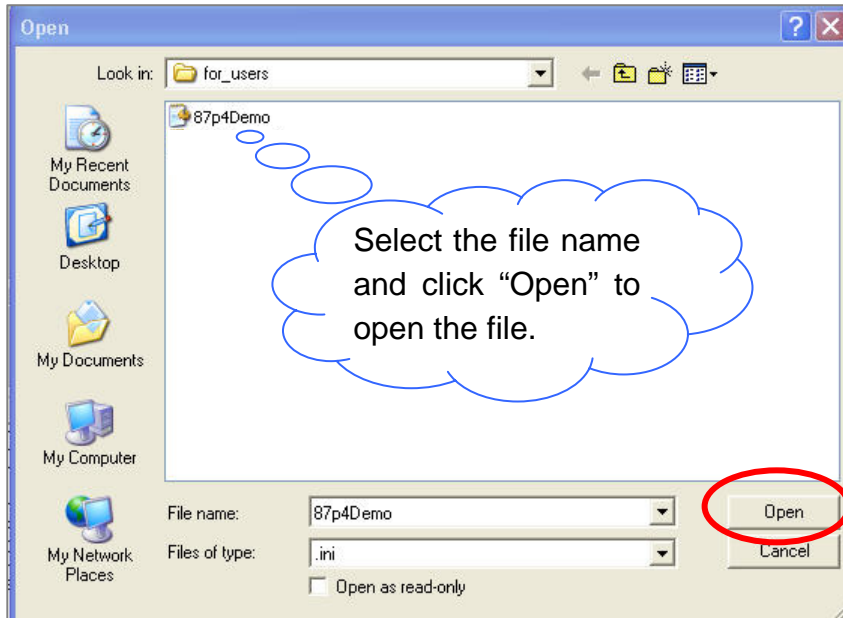 Open
Look in:
for_users
87p4Demo
My Recent
Documents
Desktop
My Documents
My Computer
My Network
Places
Select the file name
and click “Open” to
open the file.
File name:
87p4Demo
Open
Files of type:
.ini
Cancel
Open as read-only